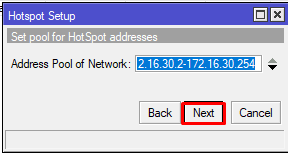 Hotspot Setup
Set pool for HotSpot addresses
Address Pool of Network: 2.16.30.2-172.16.30.254
Back Next Cancel